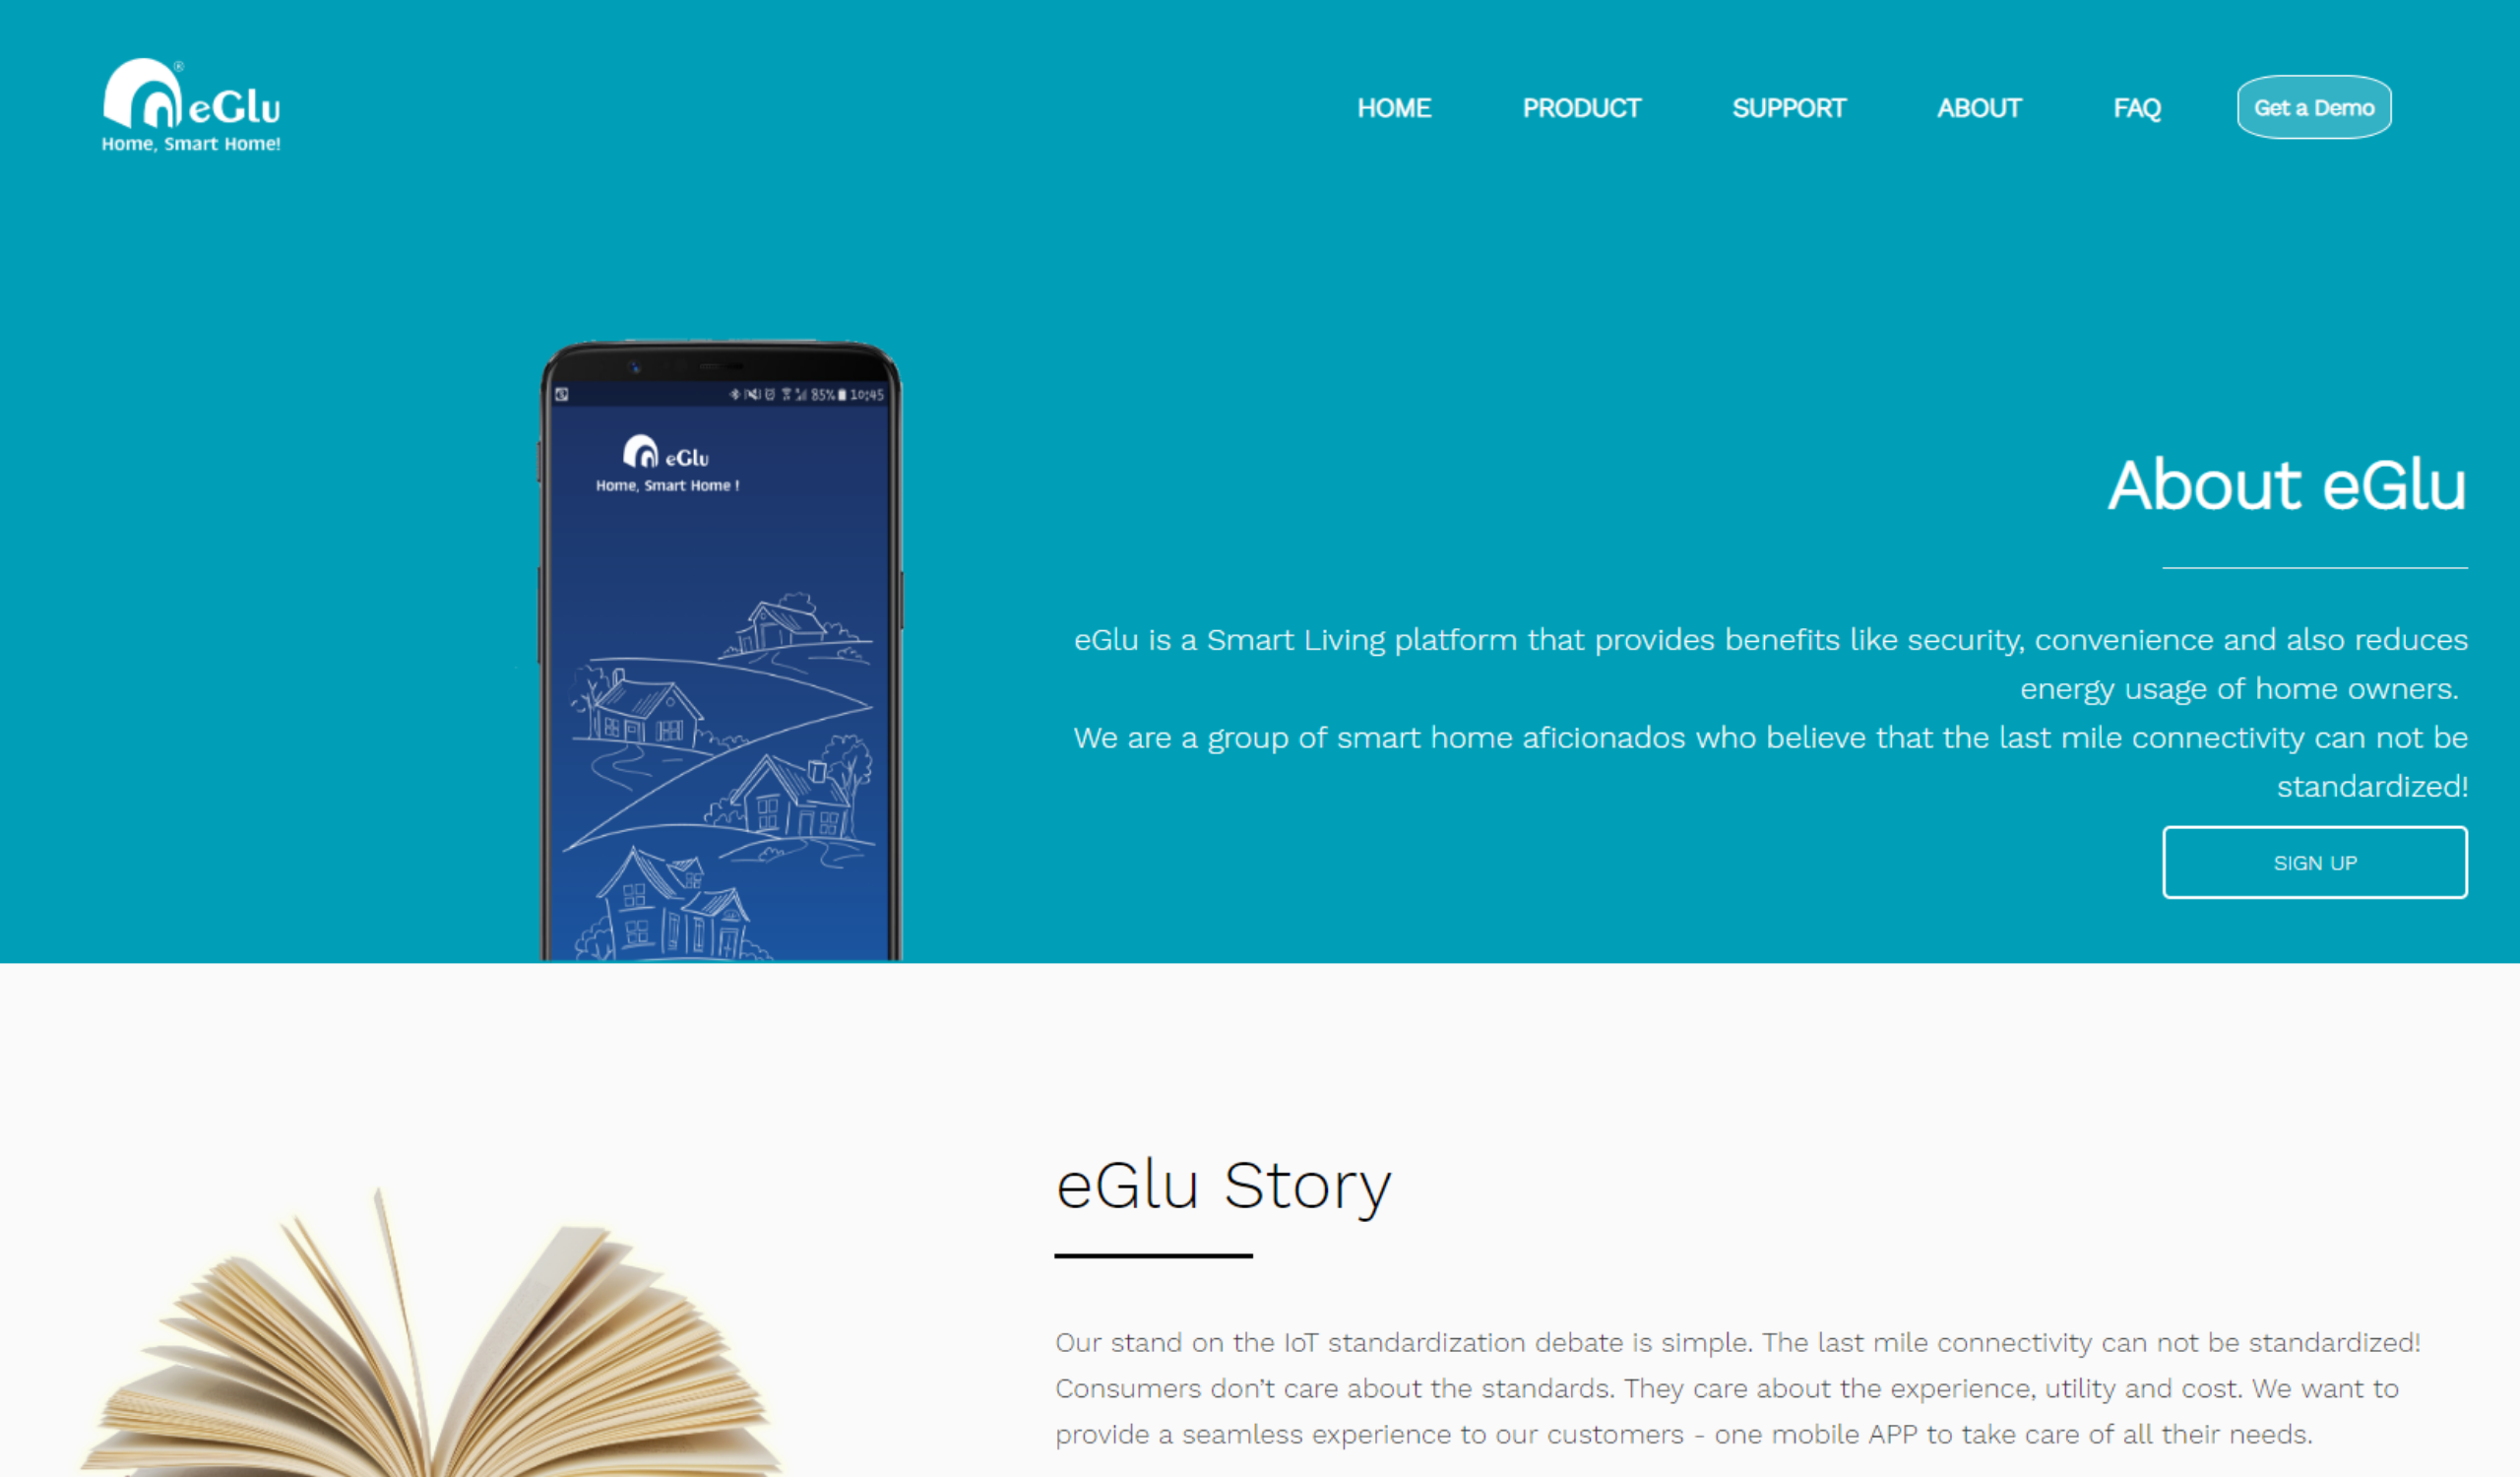 eGlu®
Home, Smart Home!
HOME
PRODUCT
SUPPORT
ABOUT
FAQ
Get a Demo
85% 10:45
eGlu
Home, Smart Home !
About eGlu
eGlu is a Smart Living platform that provides benefits like security, convenience and also reduces
energy usage of home owners.
We are a group of smart home aficionados who believe that the last mile connectivity can not be
standardized!
SIGN UP
eGlu Story
Our stand on the IoT standardization debate is simple. The last mile connectivity can not be standardized!
Consumers don’t care about the standards. They care about the experience, utility and cost. We want to
provide a seamless experience to our customers - one mobile APP to take care of all their needs.